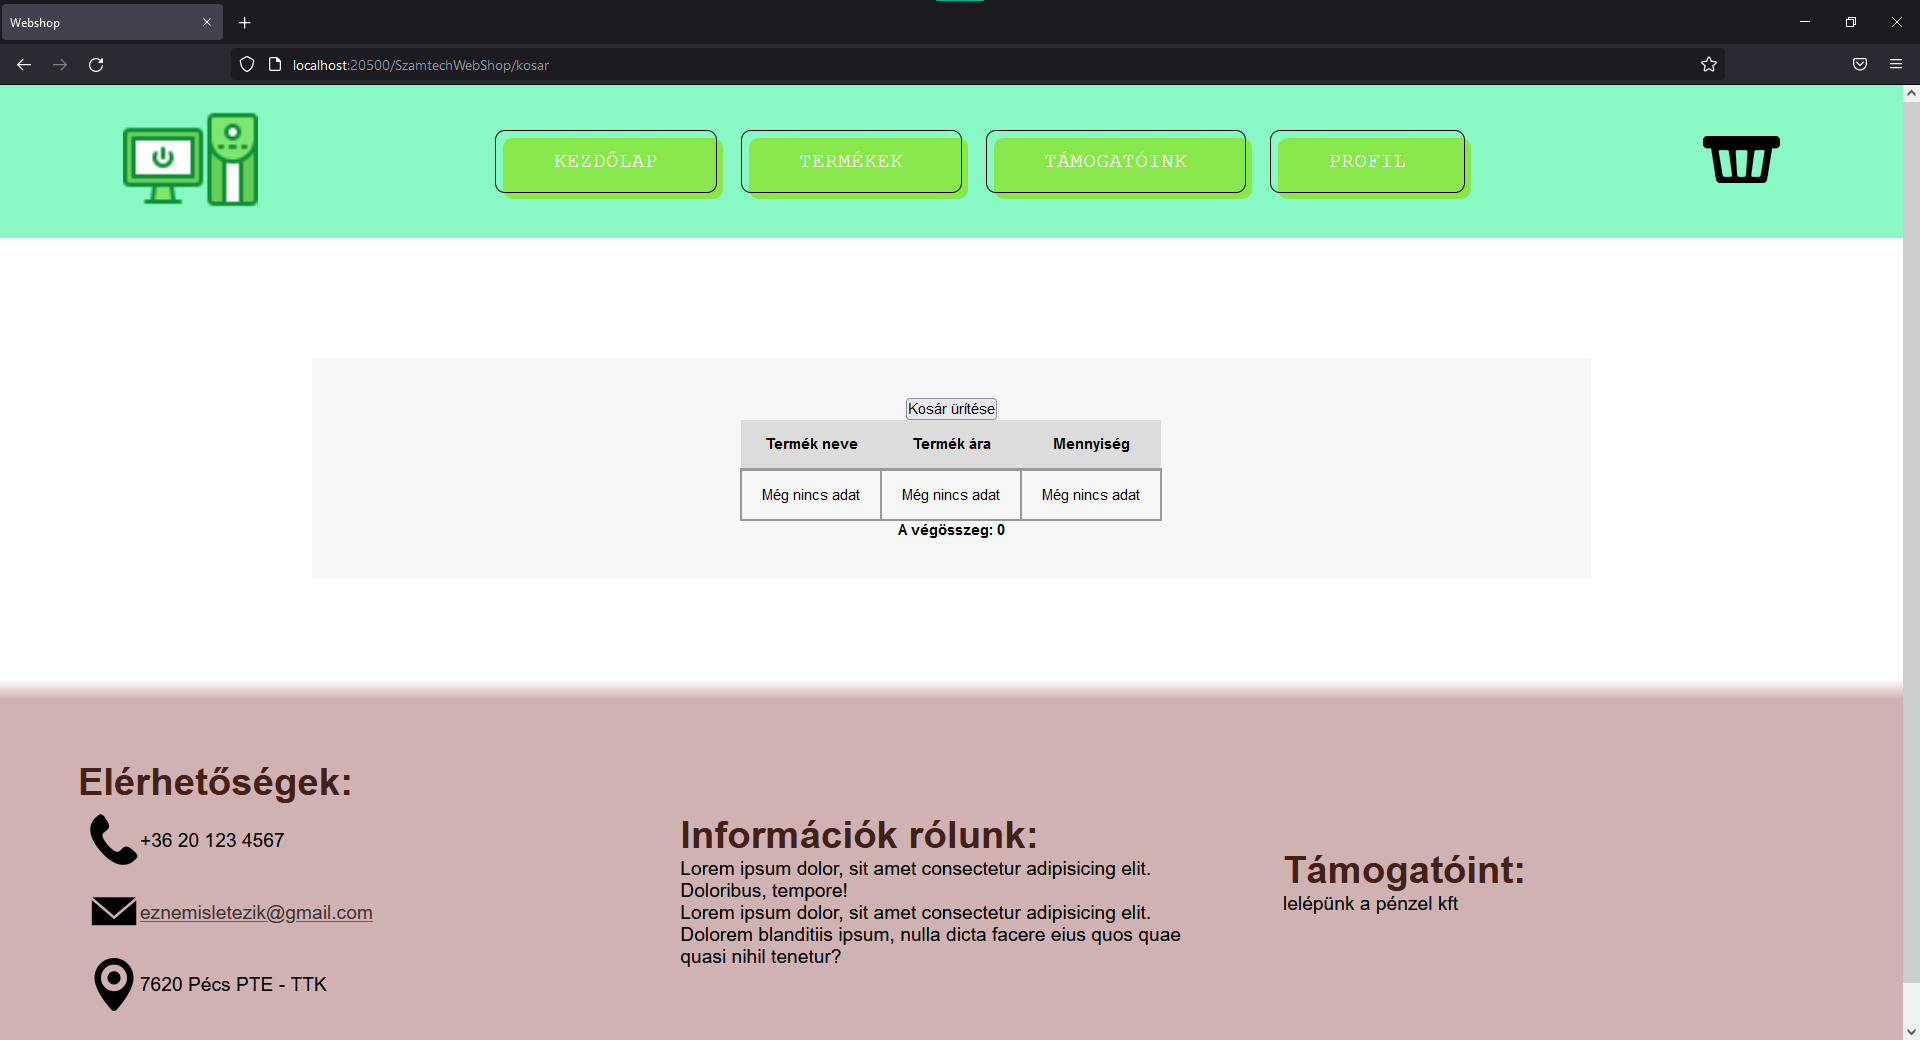 Webshop
localhost:20500/SzamtechWebShop/kosar
KEZDŐLAP
TERMÉKEK
TÁMOGATÓINK
PROFIL
Kosár ürítése
Termék neve Termék ára Mennyiség
Még nincs adat Még nincs adat Még nincs adat
A végösszeg: 0
Elérhetőségek:
+36 20 123 4567
eznemisletezik@gmail.com
7620 Pécs PTE - TTK
Információk rólunk:
Lorem ipsum dolor, sit amet consectetur adipisicing elit.
Doloribus, tempore!
Lorem ipsum dolor, sit amet consectetur adipisicing elit.
Dolorem blanditiis ipsum, nulla dicta facere eius quos quae
quasi nihil tenetur?
Támogatóint:
lelépünk a pénzel kft